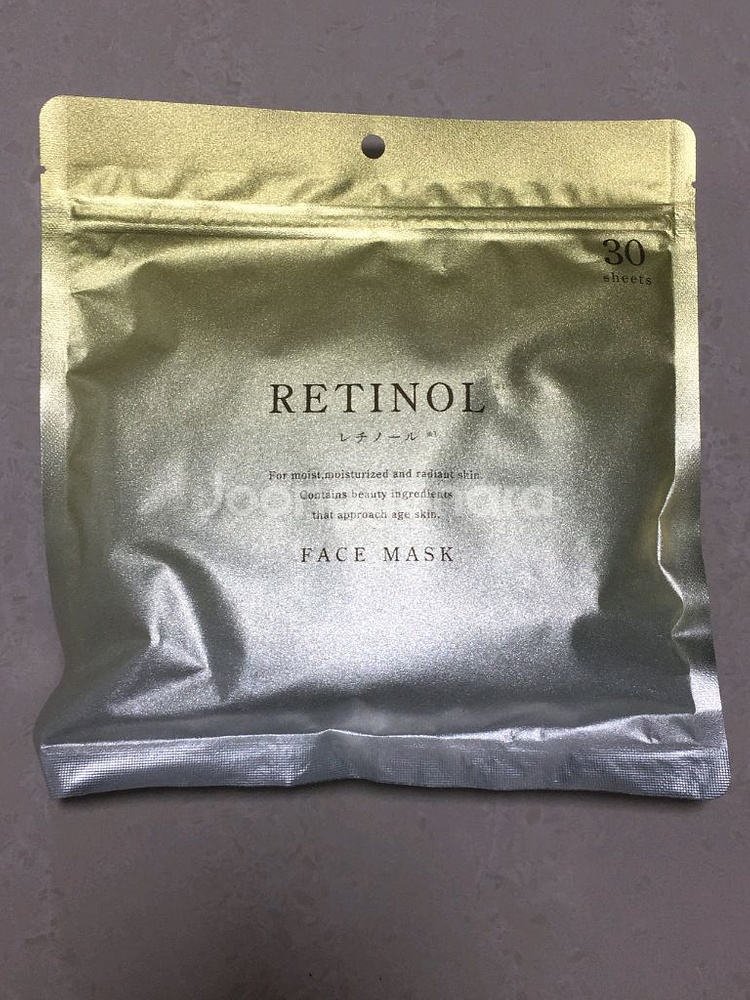 30
sheets
RETINOL
レチノール ※1
For moist,moisturized and radiant skin.
Contains beauty ingredients
that approach age skin.
FACE MASK